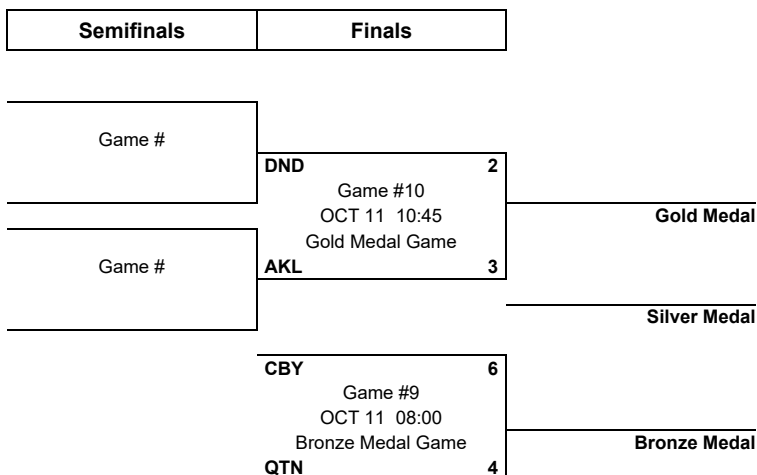 Semifinals Finals
Game #
DND 2
Game #10
OCT 11 10:45
Gold Medal
Gold Medal Game
Game #
AKL 3
Silver Medal
CBY 6
Game #9
OCT 11 08:00
Bronze Medal Game
Bronze Medal
QTN 4